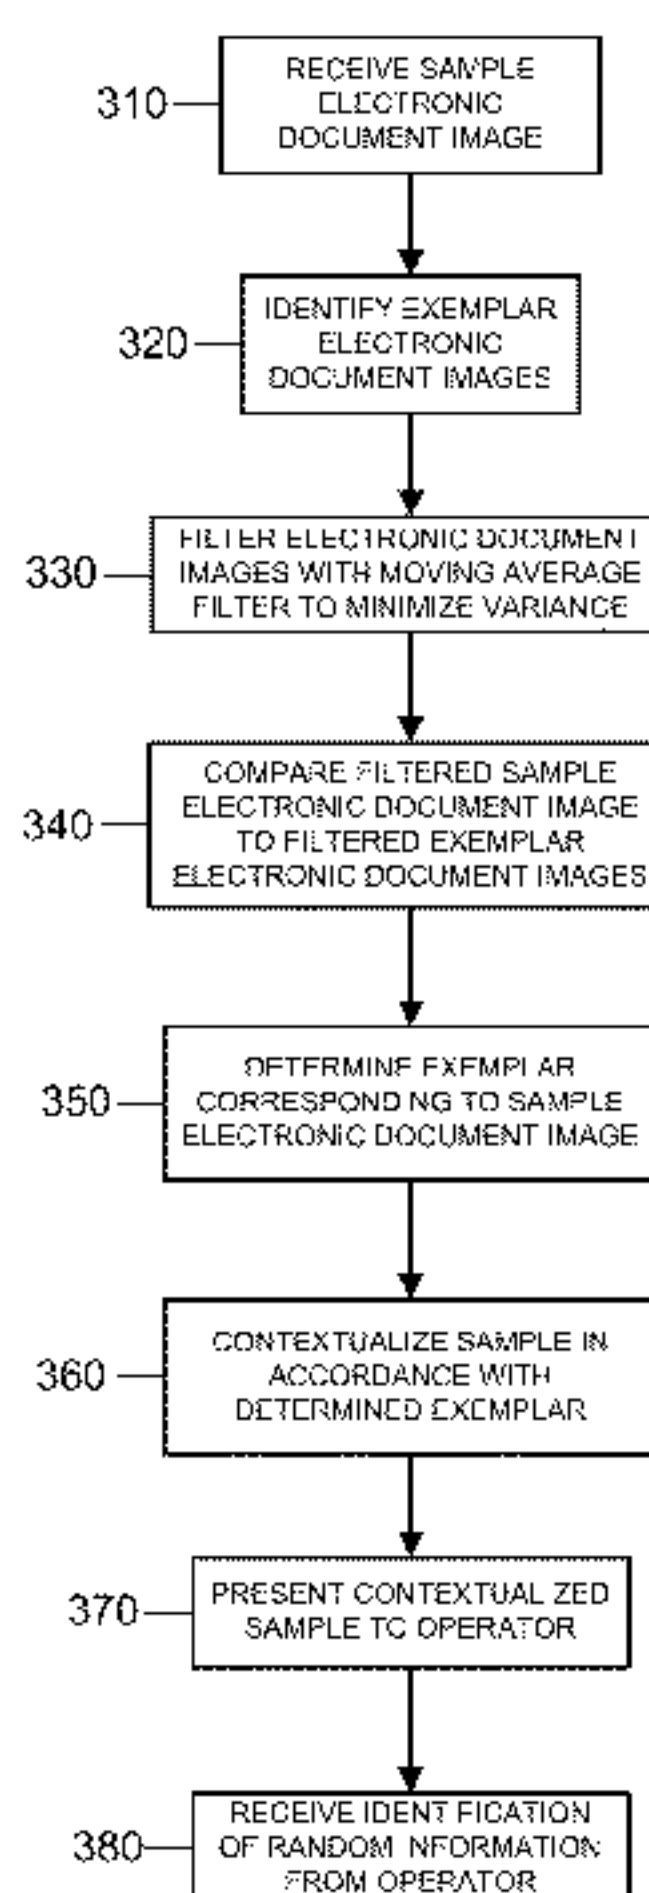 310
RECEIVE SAMPLE
ELECTRONIC
DOCUMENT IMAGE
320
IDENTIFY EXEMPLAR
ELECTRONIC
DOCUMENT IMAGES
330
FILTER ELECTRONIC DOCUMENT
IMAGES WITH MOVING AVERAGE
FILTER TO MINIMIZE VARIANCE
340
COMPARE FILTERED SAMPLE
ELECTRONIC DOCUMENT IMAGE
TO FILTERED EXEMPLAR
ELECTRONIC DOCUMENT IMAGES
350
DETERMINE EXEMPLAR
CORRESPONDING TO SAMPLE
ELECTRONIC DOCUMENT IMAGE
360
CONTEXTUALIZE SAMPLE IN
ACCORDANCE WITH
DETERMINED EXEMPLAR
370
PRESENT CONTEXTUALIZED
SAMPLE TO OPERATOR
380
RECEIVE IDENTIFICATION
OF RANDOM INFORMATION
FROM OPERATOR